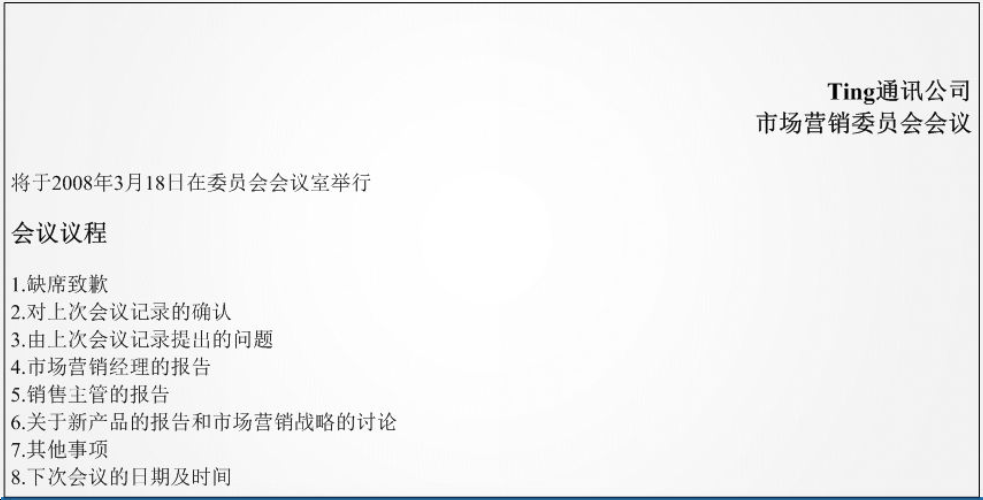 Ting通讯公司
市场营销委员会会议
将于2008年3月18日在委员会会议室举行
会议议程
1.缺席致歉
2.对上次会议记录的确认
3.由上次会议记录提出的问题
4.市场营销经理的报告
5.销售主管的报告
6.关于新产品的报告和市场营销战略的讨论
7.其他事项
8.下次会议的日期及时间